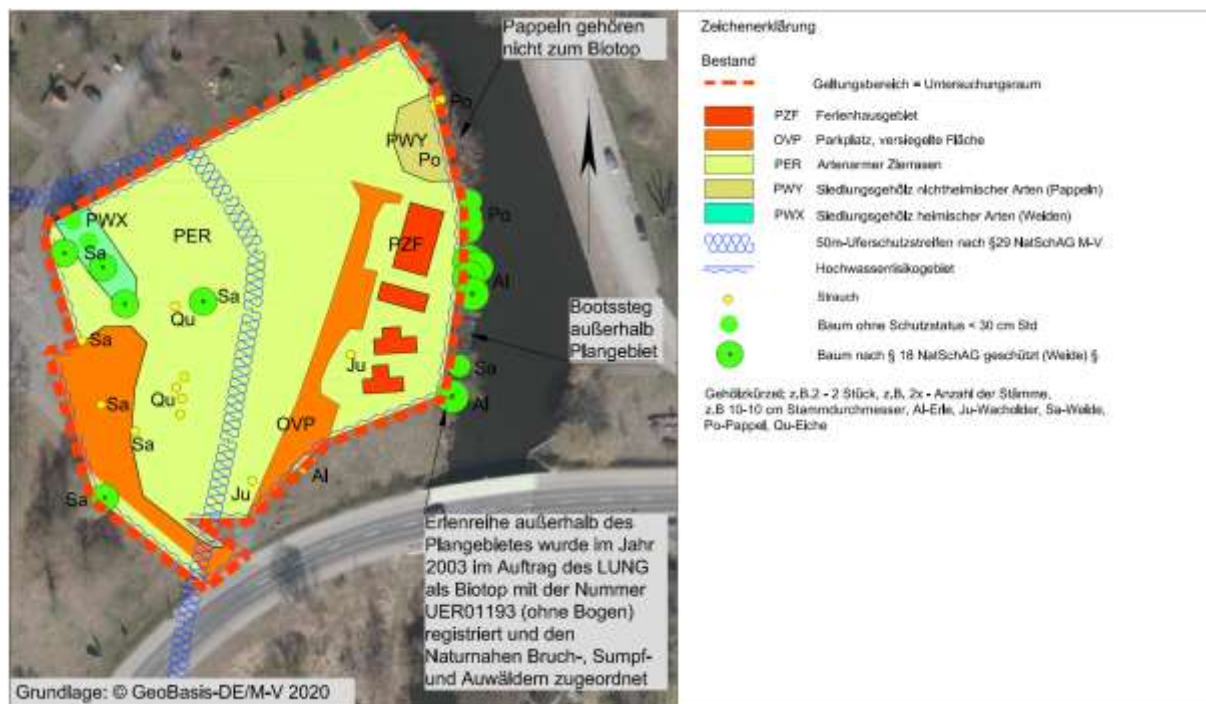 Pappeln gehören
nicht zum Biotop
Po
PWY
Po
PWX
Sa
PER
Po
PZF
Al
Sa
Qu
Bootssteg
außerhalb
Plangebiet
Sa
Ju
Sa
Sa
Qu
Al
Sa
OVP
Al
Sa
Ju
Erlenreihe außerhalb des
Plangebietes wurde im Jahr
2003 im Auftrag des LUNG
als Biotop mit der Nummer
UER01193 (ohne Bogen)
registriert und den
Naturnahen Bruch-, Sumpf-
und Auwäldern zugeordnet
Grundlage: © GeoBasis-DE/M-V 2020
Zeichenerklärung
Bestand
Geltungsbereich = Untersuchungsraum
PZF Ferienhausgebiet
OVP Parkplatz, versiegelte Fläche
PER Artenarmer Zierrasen
PWY Siedlungsgehölz nichtheimischer Arten (Pappeln)
PWX Siedlungsgehölz heimischer Arten (Weiden)
50m-Uferschutzstreifen nach §29 NatSchAG M-V
Hochwasserrisikogebiet
Strauch
Baum ohne Schutzstatus < 30 cm Std
Baum nach § 18 NatSchAG geschützt (Weide) §
Gehölzkürzel; z,B.2 - 2 Stück, z,B, 2x - Anzahl der Stämme,
z,B 10-10 cm Stammdurchmesser, Al-Erle, Ju-Wacholder, Sa-Weide,
Po-Pappel, Qu-Eiche